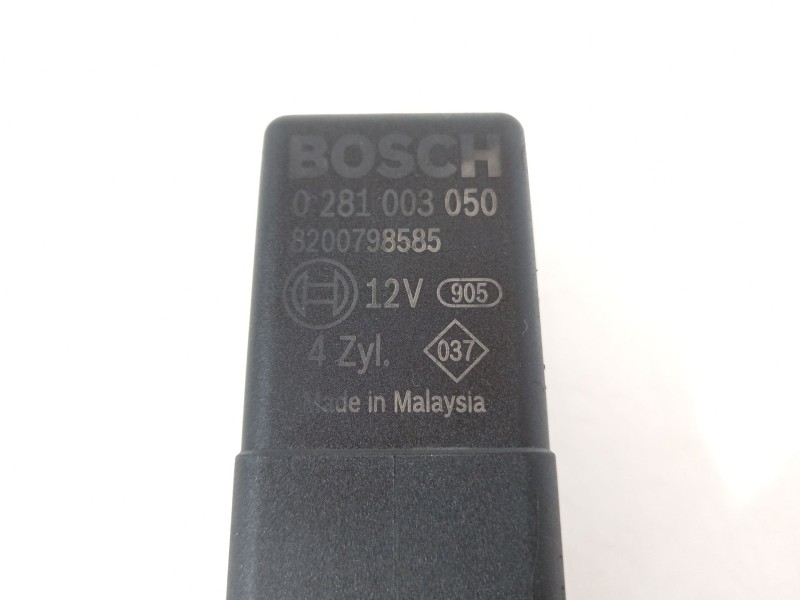 BOSCH
0 281 003 050
8200798585
12V 905
4 Zyl. 037
Made in Malaysia